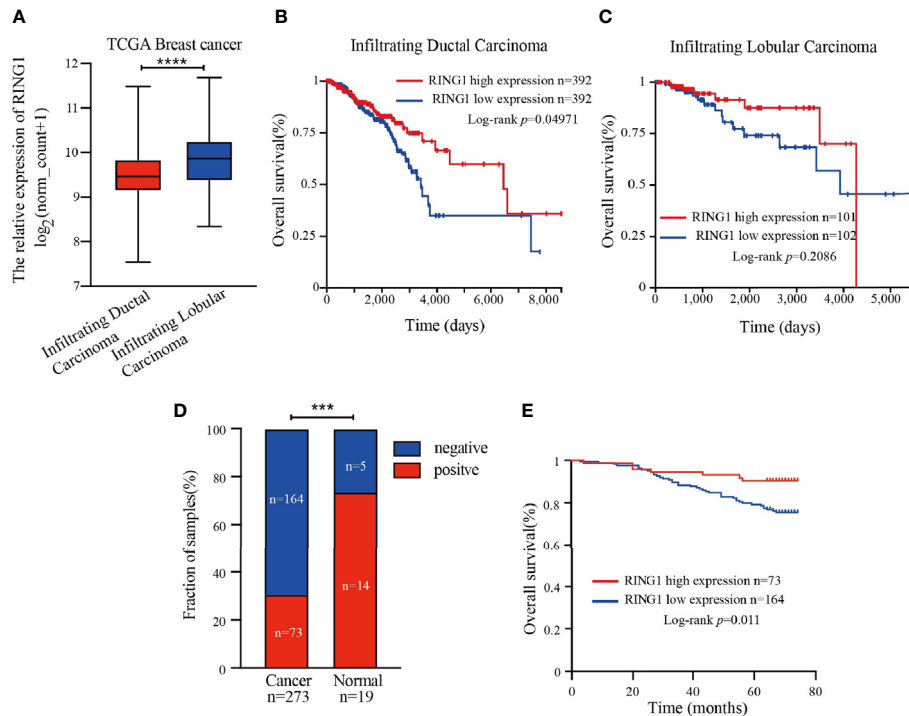 A
TCGA Breast cancer
****
The relative expression of RING1
log2(norm_count+1)
12
11
10
9
8
7
Infiltrating Ductal
Carcinoma
Infiltrating Lobular
Carcinoma
B
Infiltrating Ductal Carcinoma
RING1 high expression n=392
RING1 low expression n=392
Log-rank p=0.04971
Overall survival(%)
1
0.75
0.5
0.25
0
0
2,000
4,000
6,000
8,000
Time (days)
C
Infiltrating Lobular Carcinoma
Overall survival(%)
1
0.75
0.5
0.25
0
RING1 high expression n=101
RING1 low expression n=102
Log-rank p=0.2086
0
1,000
2,000
3,000
4,000
5,000
Time (days)
D
***
Fraction of samples(%)
100
80
60
40
20
0
n=164
n=73
n=5
n=14
negative
positve
Cancer
n=273
Normal
n=19
E
Overall survival(%)
1
0.8
0.6
0.4
0.2
0
RING1 high expression n=73
RING1 low expression n=164
Log-rank p=0.011
0
20
40
60
80
Time (months)